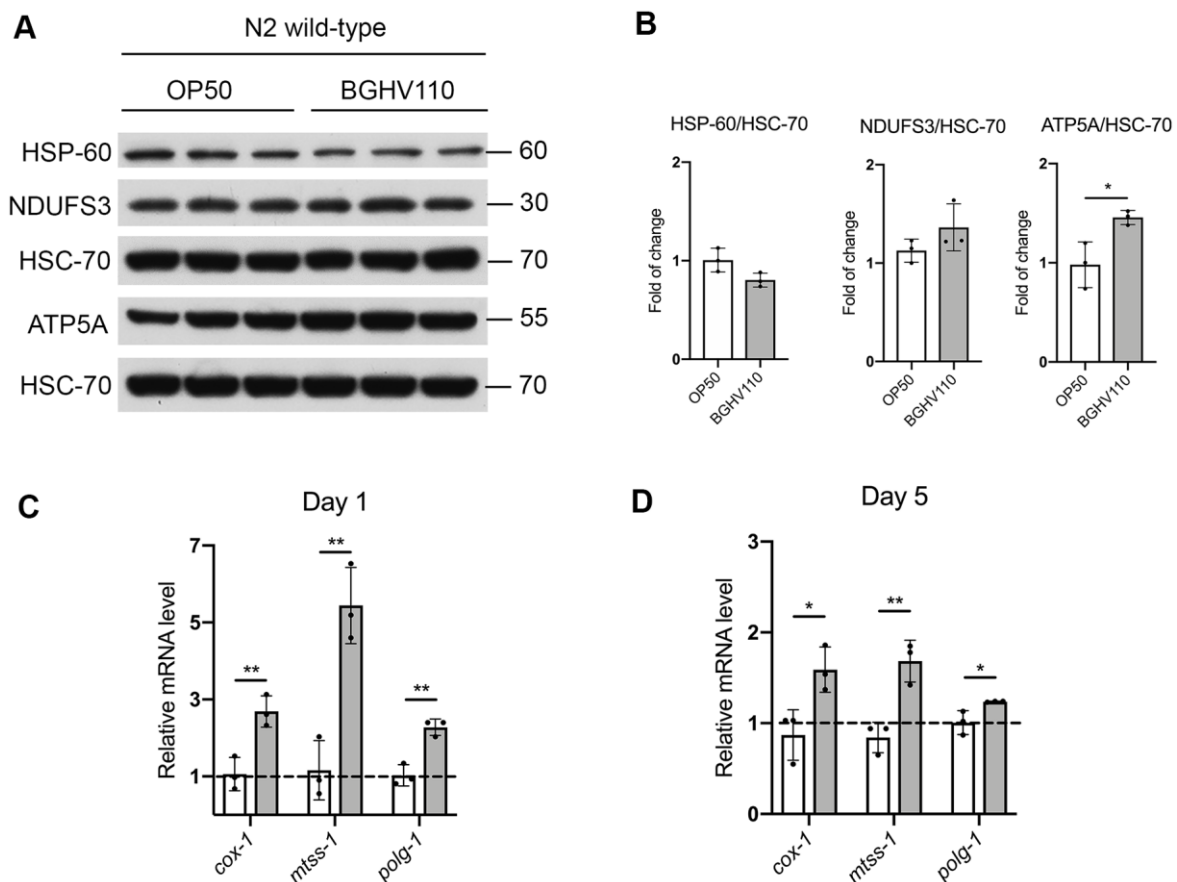 A
N2 wild-type
OP50 BGHV110
HSP-60 60
NDUFS3 30
HSC-70 70
ATP5A 55
HSC-70 70
B
HSP-60/HSC-70 NDUFS3/HSC-70 ATP5A/HSC-70
Fold of change
2
1
0
OP50
BGHV110
Fold of change
2
1
0
OP50
BGHV110
Fold of change
2
1
0
*
OP50
BGHV110
C
Day 1
Relative mRNA level
7
5
3
1
**
**
**
cox-1
mtss-1
polg-1
D
Day 5
Relative mRNA level
3
2
1
0
*
**
*
cox-1
mtss-1
polg-1